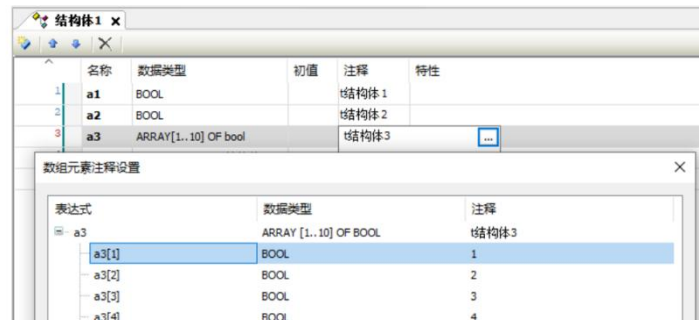 结构体1 ×
名称 数据类型 初值 注释 特性
1 a1 BOOL t结构体1
2 a2 BOOL t结构体2
3 a3 ARRAY[1..10] OF bool t结构体3 ...
数组元素注释设置
表达式 数据类型 注释
a3 ARRAY [1..10] OF BOOL t结构体3
a3[1] BOOL 1
a3[2] BOOL 2
a3[3] BOOL 3
a3[4] BOOL 4